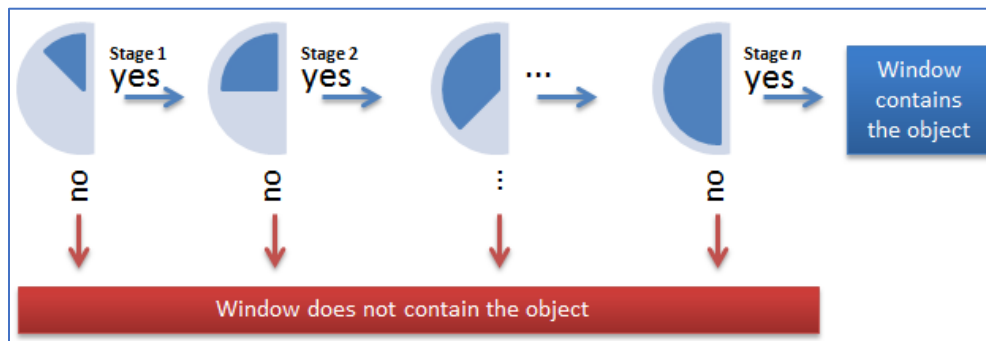 Stage 1
yes
Stage 2
yes
...
Stage n
yes
Window
contains
the object
no
no
...
no
Window does not contain the object